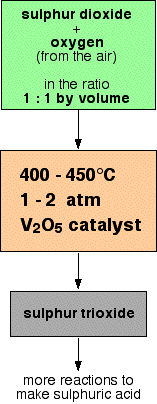 sulphur dioxide
+
oxygen
(from the air)
in the ratio
1 : 1 by volume
400 - 450°C
1 - 2 atm
V₂O₅ catalyst
sulphur trioxide
more reactions to
make sulphuric acid